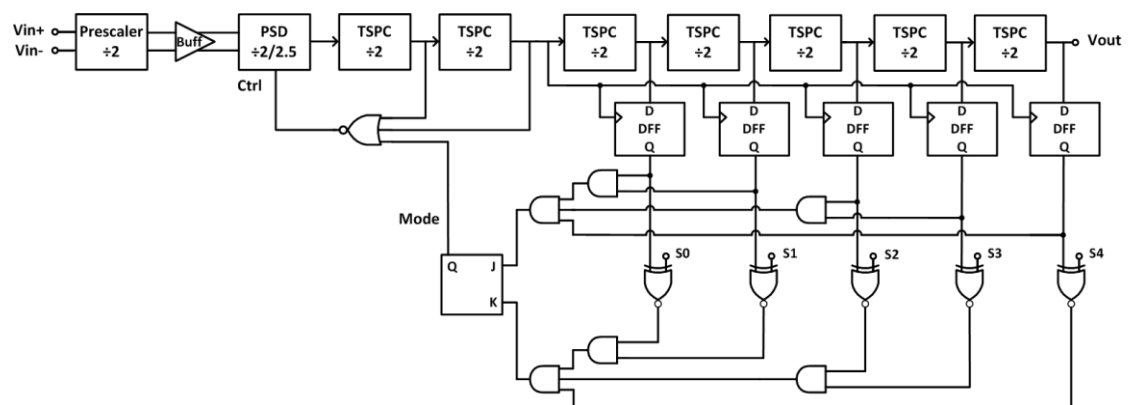 Vin+
Vin-
Prescaler
÷2
Buff
PSD
÷2/2.5
Ctrl
TSPC
÷2
TSPC
÷2
TSPC
÷2
TSPC
÷2
TSPC
÷2
TSPC
÷2
TSPC
÷2
Vout
D
DFF
Q
D
DFF
Q
D
DFF
Q
D
DFF
Q
D
DFF
Q
Mode
Q
J
K
S0
S1
S2
S3
S4